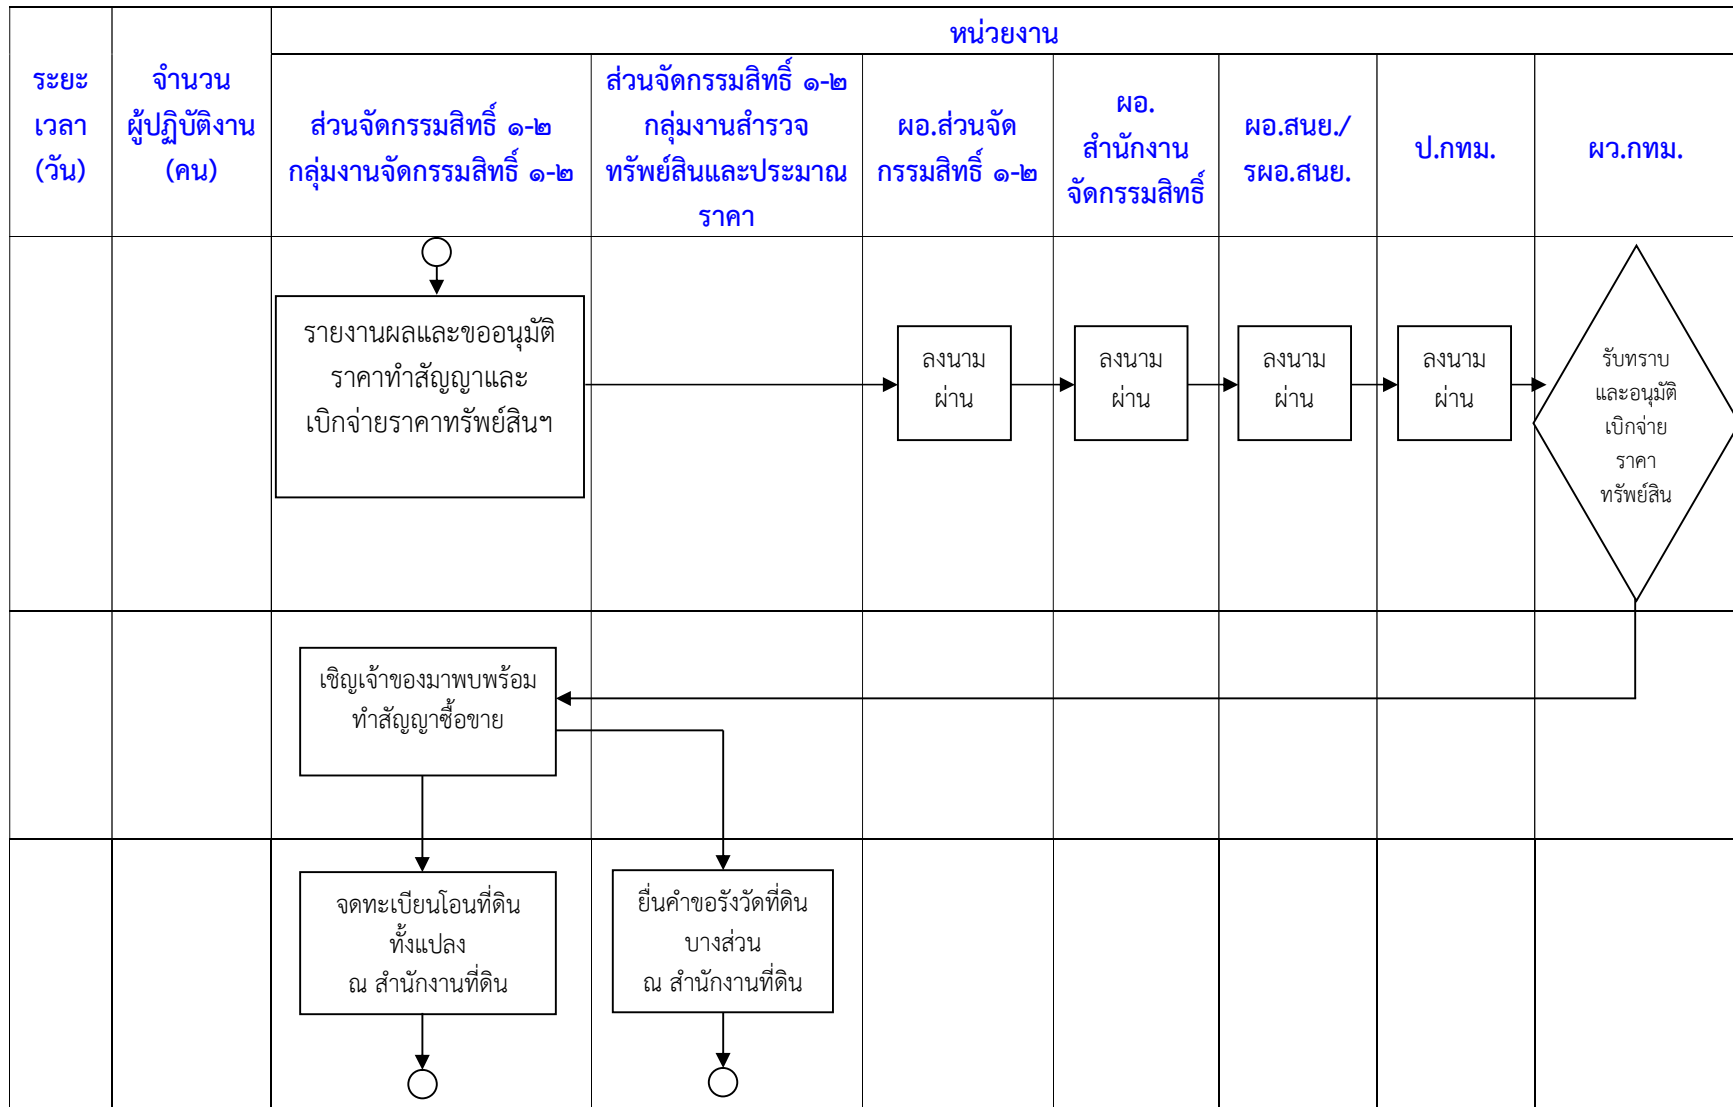 หน่วยงาน
ระยะ
เวลา
(วัน)
จำนวน
ผู้ปฏิบัติงาน
(คน)
ส่วนจัดกรรมสิทธิ์ ๑-๒
กลุ่มงานจัดกรรมสิทธิ์ ๑-๒
ส่วนจัดกรรมสิทธิ์ ๑-๒
กลุ่มงานสำรวจ
ทรัพย์สินและประมาณ
ราคา
ผอ.ส่วนจัด
กรรมสิทธิ์ ๑-๒
ผอ.
สำนักงาน
จัดกรรมสิทธิ์
ผอ.สนย./
รผอ.สนย.
ป.กทม.
ผว.กทม.
รายงานผลและขออนุมัติ
ราคาทำสัญญาและ
เบิกจ่ายราคาทรัพย์สินฯ
ลงนาม
ผ่าน
ลงนาม
ผ่าน
ลงนาม
ผ่าน
ลงนาม
ผ่าน
รับทราบ
และอนุมัติ
เบิกจ่าย
ราคา
ทรัพย์สิน
เชิญเจ้าของมาพบพร้อม
ทำสัญญาซื้อขาย
จดทะเบียนโอนที่ดิน
ทั้งแปลง
ณ สำนักงานที่ดิน
ยื่นคำขอรังวัดที่ดิน
บางส่วน
ณ สำนักงานที่ดิน